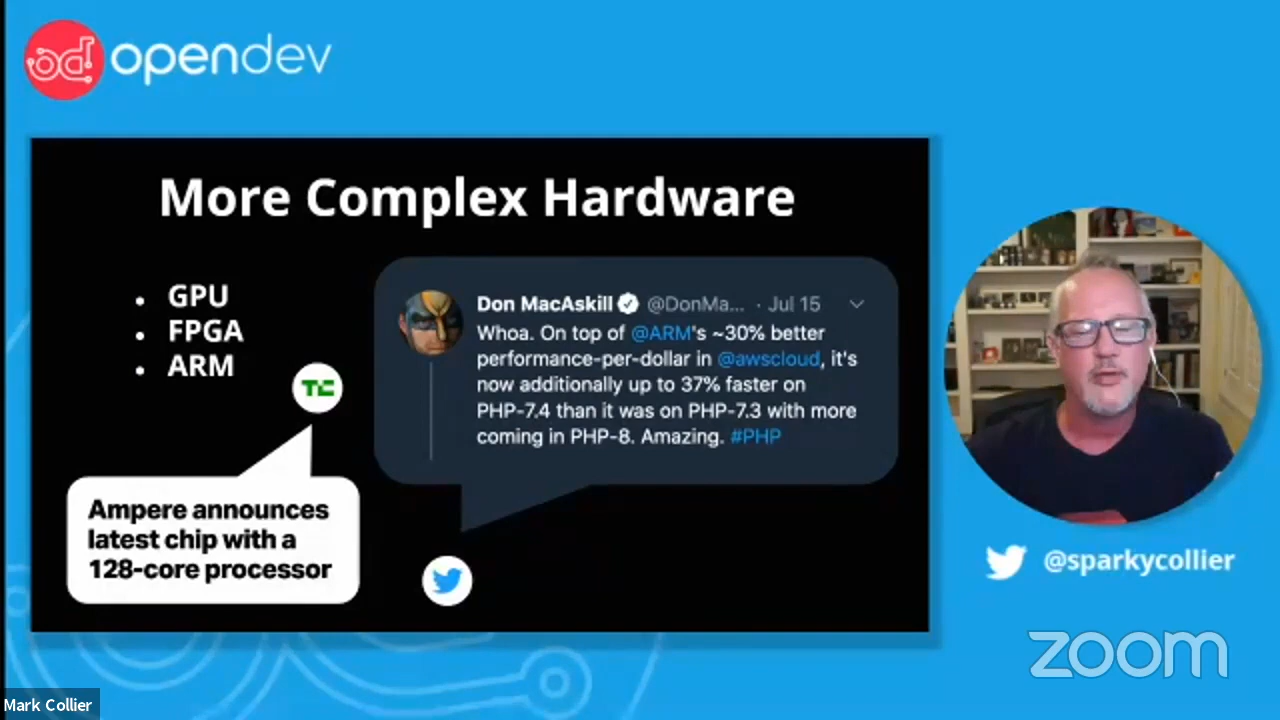 opendev
More Complex Hardware
• GPU
• FPGA
• ARM
TC
Ampere announces
latest chip with a
128-core processor
Don MacAskill @DonMa... · Jul 15
Whoa. On top of @ARM's ~30% better
performance-per-dollar in @awscloud, it's
now additionally up to 37% faster on
PHP-7.4 than it was on PHP-7.3 with more
coming in PHP-8. Amazing. #PHP
@sparkycollier
zoom
Mark Collier